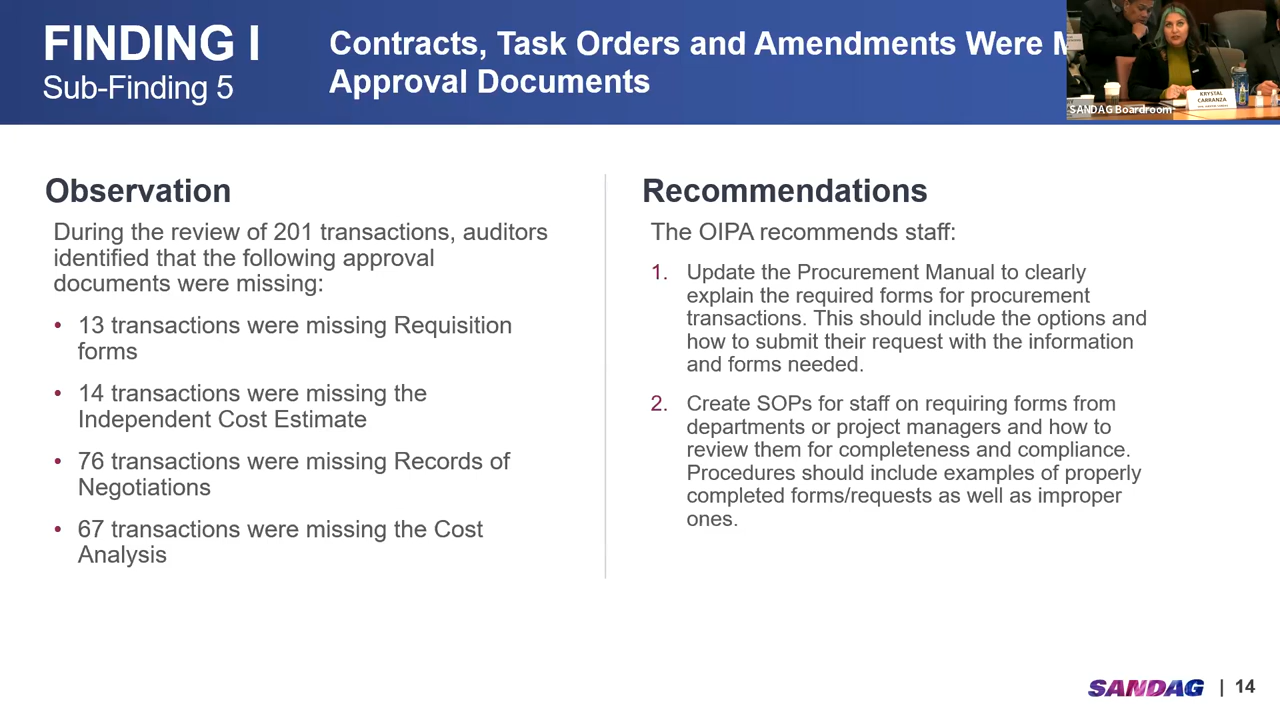 FINDING I
Sub-Finding 5
Contracts, Task Orders and Amendments Were
Approval Documents
KRYSTAL
CARRANZA
SANDAG Boardroom
Observation
During the review of 201 transactions, auditors
identified that the following approval
documents were missing:
• 13 transactions were missing Requisition
forms
• 14 transactions were missing the
Independent Cost Estimate
• 76 transactions were missing Records of
Negotiations
• 67 transactions were missing the Cost
Analysis
Recommendations
The OIPA recommends staff:
1. Update the Procurement Manual to clearly
explain the required forms for procurement
transactions. This should include the options and
how to submit their request with the information
and forms needed.
2. Create SOPs for staff on requiring forms from
departments or project managers and how to
review them for completeness and compliance.
Procedures should include examples of properly
completed forms/requests as well as improper
ones.
SANDAG | 14